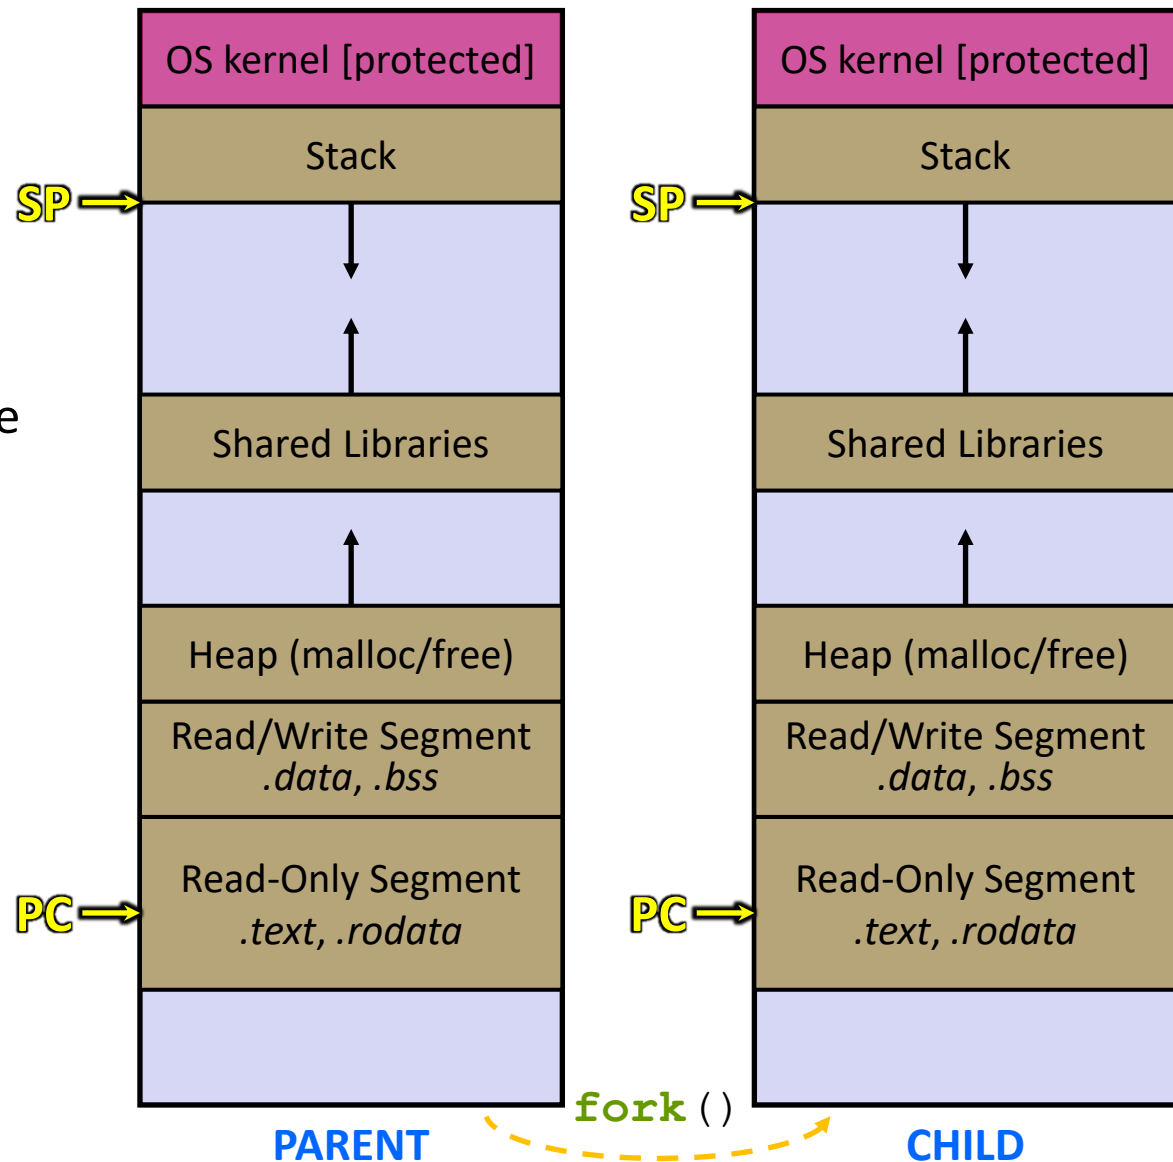 OS kernel [protected]
Stack
SP
e
Shared Libraries
Heap (malloc/free)
Read/Write Segment
.data, .bss
Read-Only Segment
PC
.text, .rodata
PARENT
OS kernel [protected]
Stack
SP
Shared Libraries
Heap (malloc/free)
Read/Write Segment
.data, .bss
Read-Only Segment
PC
.text, .rodata
fork()
CHILD